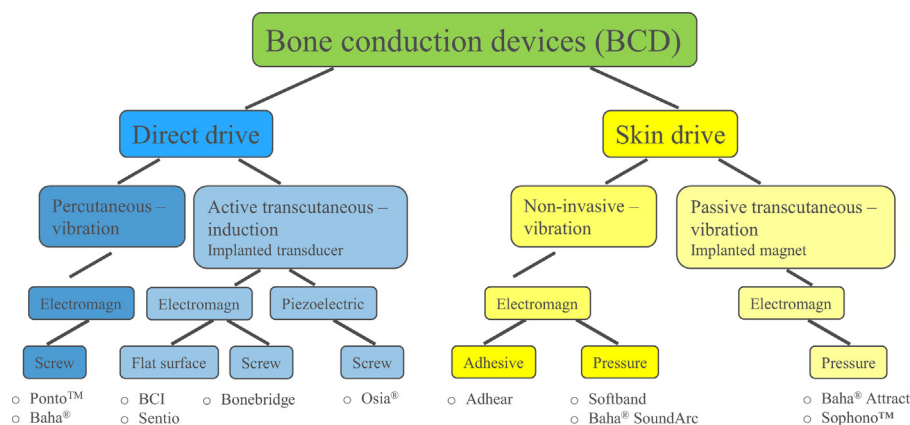 Bone conduction devices (BCD)
Direct drive
Skin drive
Percutaneous –
vibration
Active transcutaneous –
induction
Implanted transducer
Non-invasive –
vibration
Passive transcutaneous –
vibration
Implanted magnet
Electromagn
Electromagn
Piezoelectric
Electromagn
Electromagn
Screw
Flat surface
Screw
Screw
Adhesive
Pressure
Pressure
○ Ponto™
○ Baha®
○ BCI
○ Sentio
○ Bonebridge
○ Osia®
○ Adhear
○ Softband
○ Baha® SoundArc
○ Baha® Attract
○ Sophono™